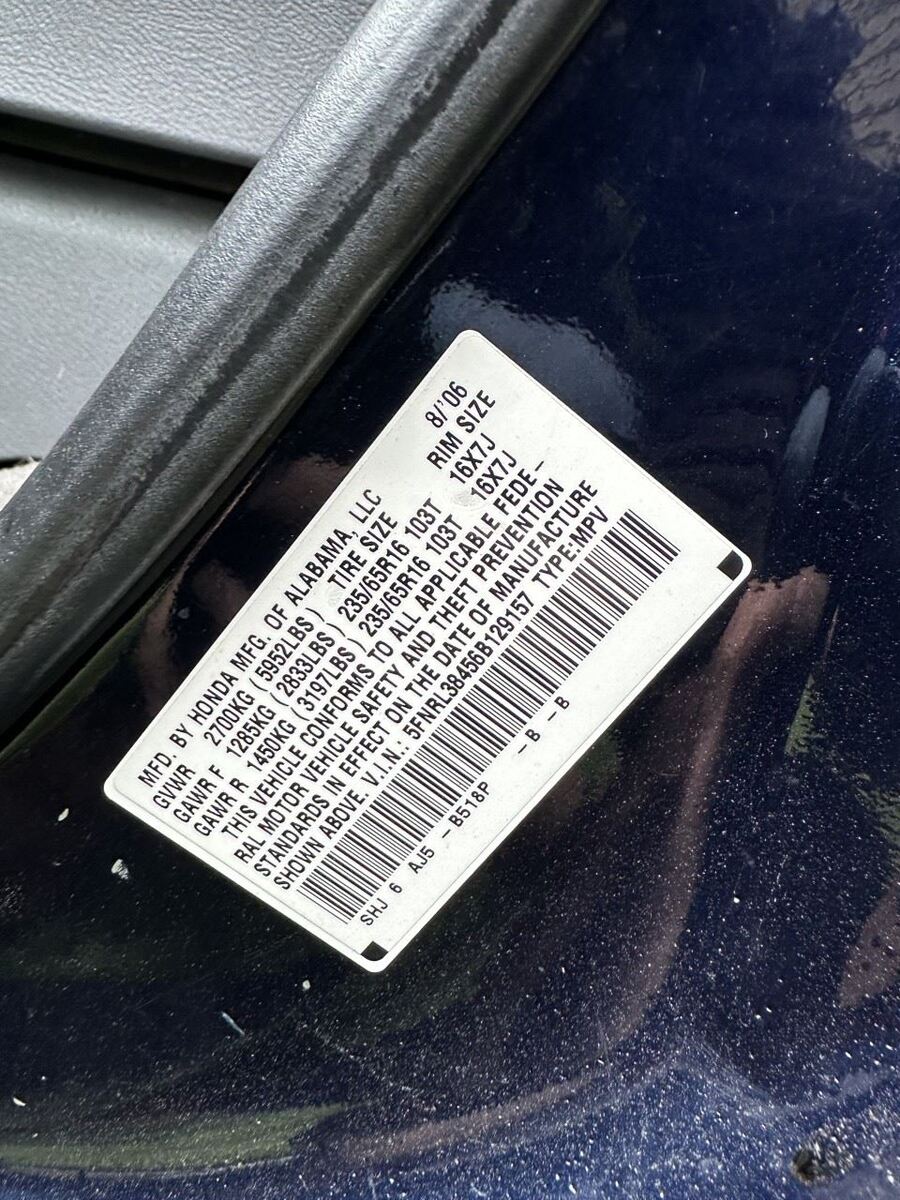 MFD. BY HONDA MFG. OF ALABAMA, LLC 8/'06
GVWR 2700KG (5952LBS) TIRE SIZE RIM SIZE
GAWR F 1285KG (2833LBS) 235/65R16 103T 16X7J
GAWR R 1450KG (3197LBS) 235/65R16 103T 16X7J
THIS VEHICLE CONFORMS TO ALL APPLICABLE FEDE-
RAL MOTOR VEHICLE SAFETY AND THEFT PREVENTION
STANDARDS IN EFFECT ON THE DATE OF MANUFACTURE
SHOWN ABOVE V.I.N.: 5FNRL38456B129157 TYPE:MPV
SHJ 6 AJ5 -B518P -B -B